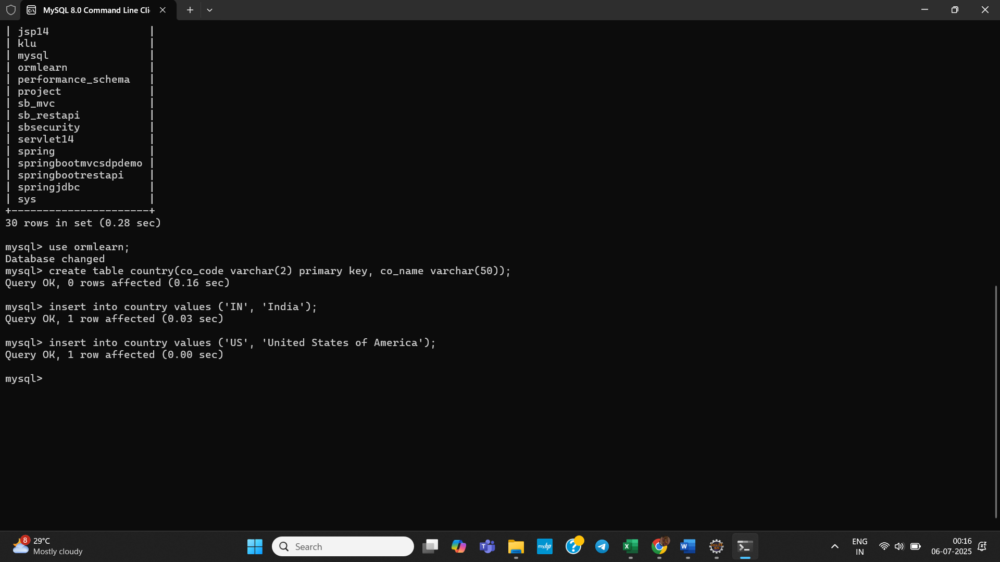 MySQL 8.0 Command Line Cli
| jsp14                |
| klu                  |
| mysql                |
| ormlearn             |
| performance_schema   |
| project              |
| sb_mvc               |
| sb_restapi           |
| sbsecurity           |
| servlet14            |
| spring               |
| springbootmvcsdpdemo |
| springbootrestapi    |
| springjdbc           |
| sys                  |
+----------------------+
30 rows in set (0.28 sec)
mysql> use ormlearn;
Database changed
mysql> create table country(co_code varchar(2) primary key, co_name varchar(50));
Query OK, 0 rows affected (0.16 sec)
mysql> insert into country values ('IN', 'India');
Query OK, 1 row affected (0.03 sec)
mysql> insert into country values ('US', 'United States of America');
Query OK, 1 row affected (0.00 sec)
mysql>
8
29°C
Mostly cloudy
Search
myhp
ENG
IN
00:16
06-07-2025